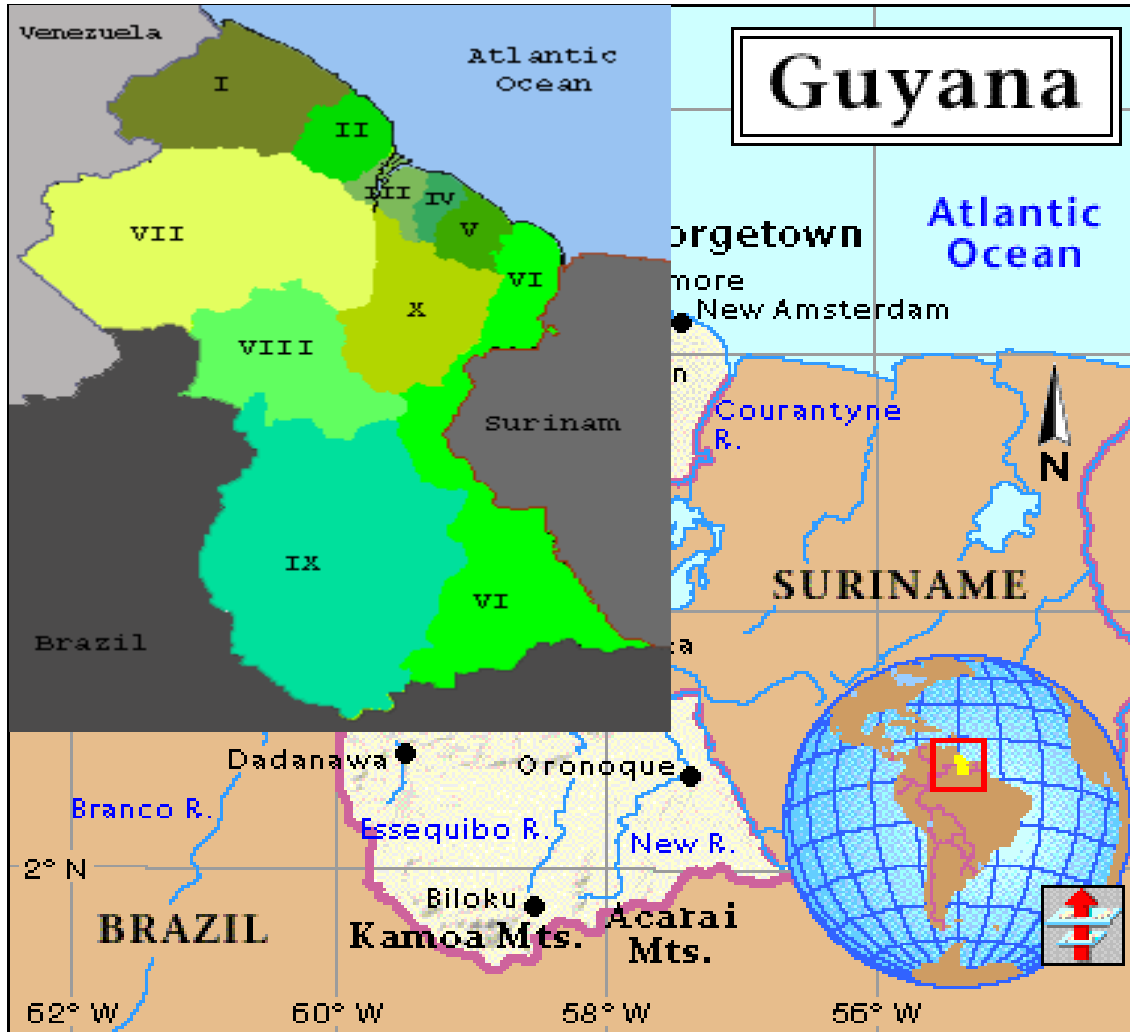 Venezuela
Atlantic
Ocean
Guyana
I
II
III
IV
V
VI
VII
VIII
X
Surinam
IX
VI
Brazil
Atlantic
Ocean
orgetown
more
New Amsterdam
n
Courantyne
R.
N
SURINAME
ca
Dadanawa
Oronoque
Branco R.
Essequibo R.
New R.
2° N
Biloku
BRAZIL
Kamoa Mts.
Acarai
Mts.
62° W
60° W
58° W
56° W